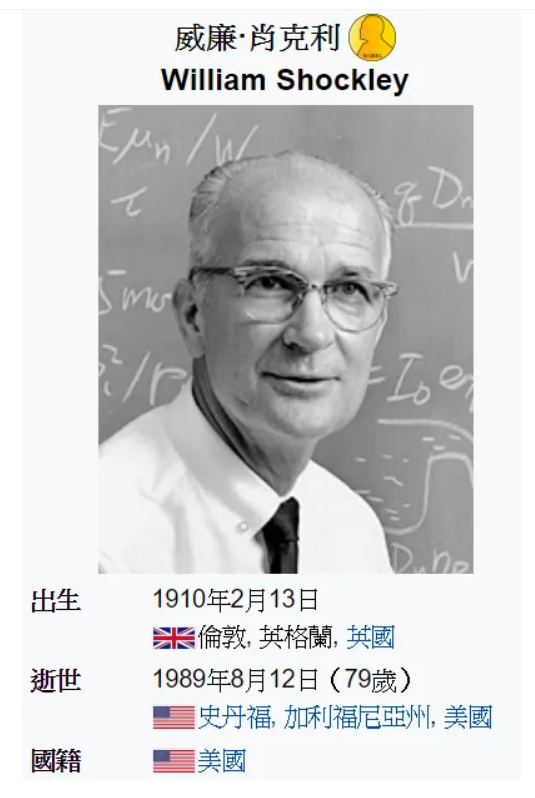 威廉·肖克利
William Shockley
Eμn/W
τ
出生 1910年2月13日
倫敦, 英格蘭, 英國
逝世 1989年8月12日（79歲）
史丹福, 加利福尼亞州, 美國
國籍 美國